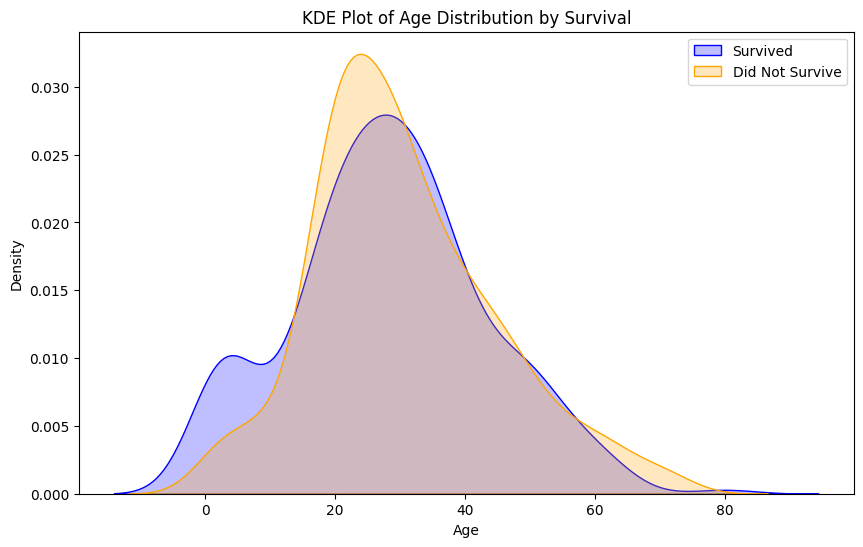 KDE Plot of Age Distribution by Survival
Survived
Did Not Survive
0.030
0.025
0.020
0.015
0.010
0.005
0.000
Density
0 20 40 60 80
Age